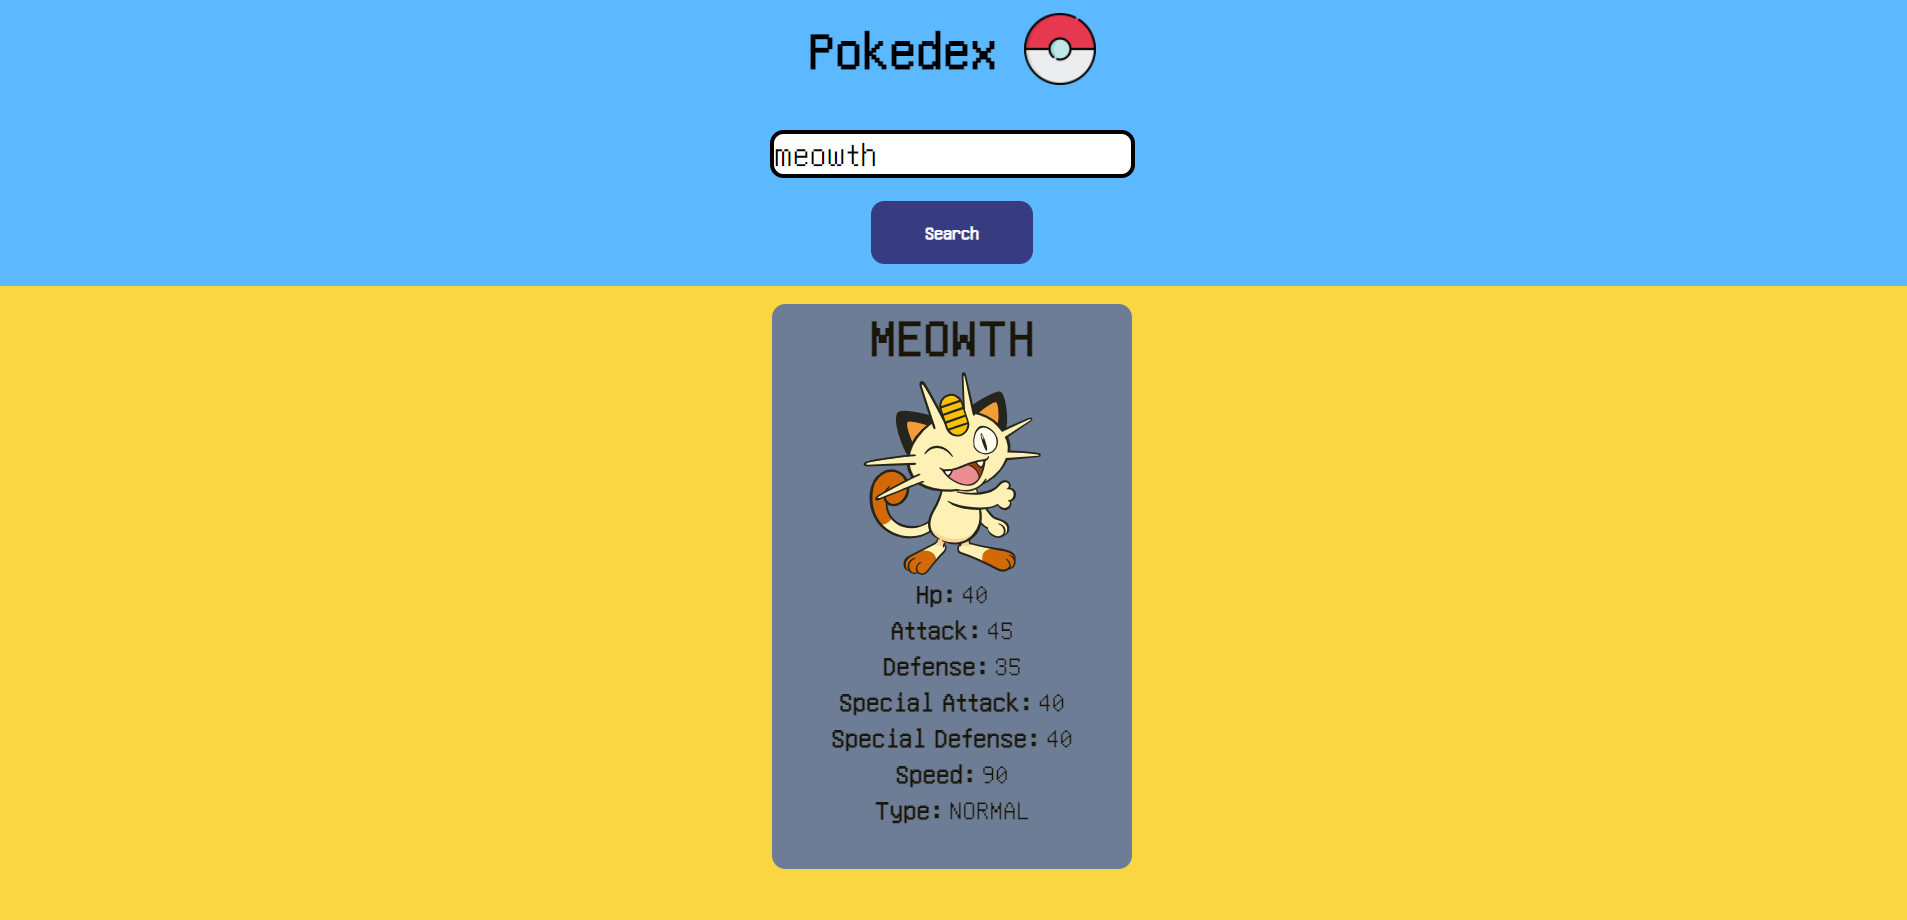 Pokedex
meowth
Search
MEOWTH
Hp: 40
Attack: 45
Defense: 35
Special Attack: 40
Special Defense: 40
Speed: 90
Type: NORMAL